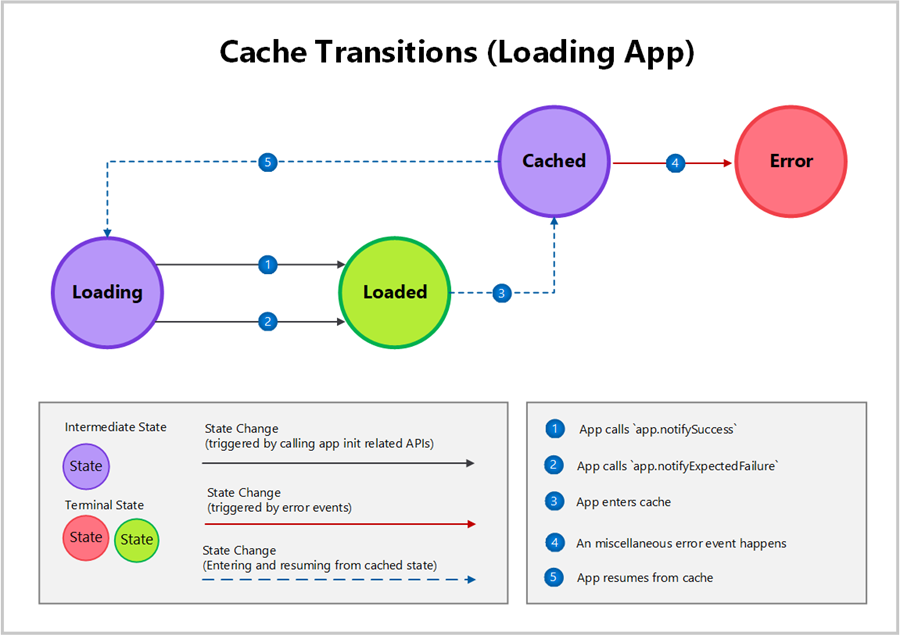 Cache Transitions (Loading App)
Cached
Error
5
4
Loading
Loaded
1
2
3
Intermediate State
State
Terminal State
State
State
State Change
(triggered by calling app init related APIs)
State Change
(triggered by error events)
State Change
(Entering and resuming from cached state)
1 App calls `app.notifySuccess`
2 App calls `app.notifyExpectedFailure`
3 App enters cache
4 An miscellaneous error event happens
5 App resumes from cache